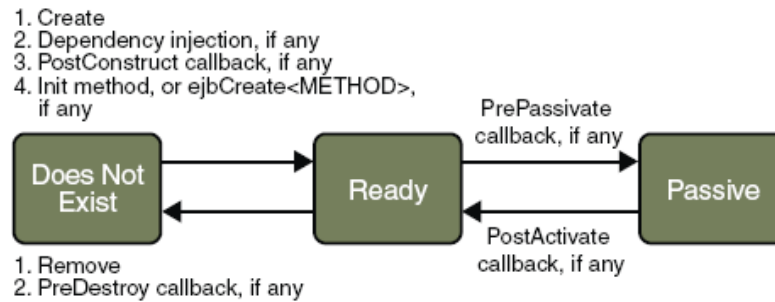 1. Create
2. Dependency injection, if any
3. PostConstruct callback, if any
4. Init method, or ejbCreate<METHOD>,
if any
PrePassivate
callback, if any
Does Not
Exist
Ready
Passive
PostActivate
callback, if any
1. Remove
2. PreDestroy callback, if any